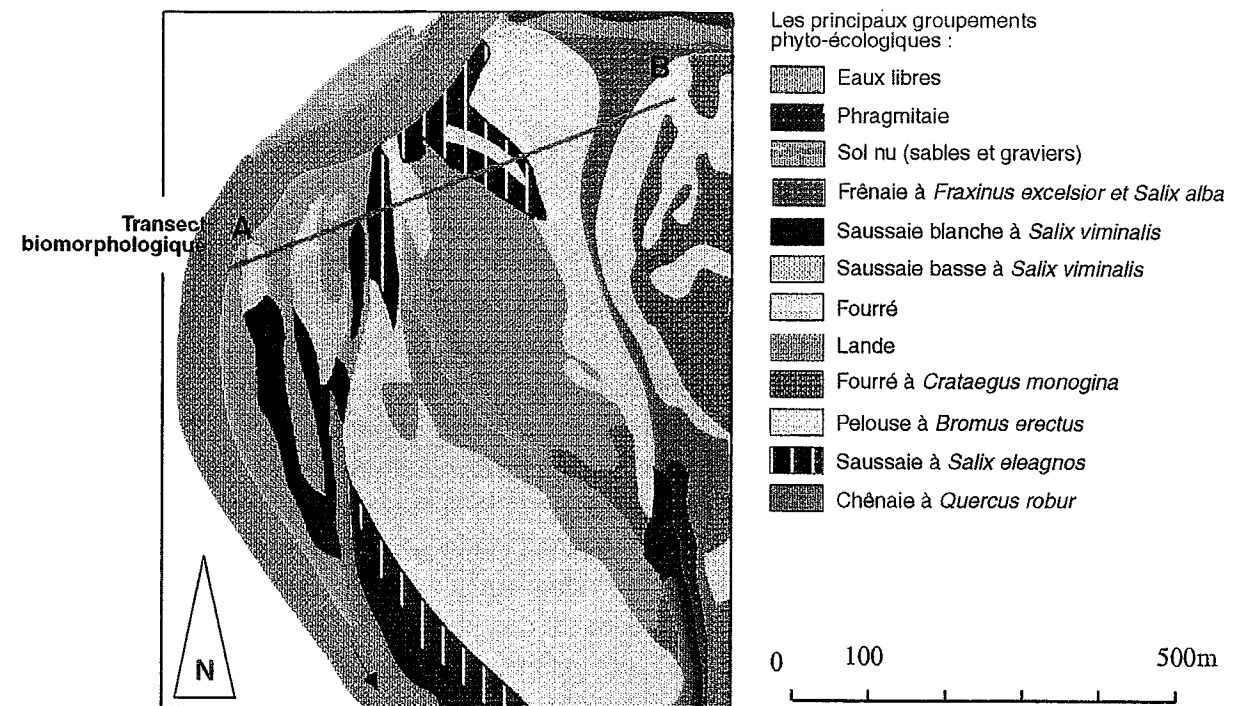 Les principaux groupements
phyto-écologiques :
Eaux libres
Phragmitaie
Sol nu (sables et graviers)
Frênaie à Fraxinus excelsior et Salix alba
Saussaie blanche à Salix viminalis
Saussaie basse à Salix viminalis
Fourré
Lande
Fourré à Crataegus monogina
Pelouse à Bromus erectus
Saussaie à Salix eleagnos
Chênaie à Quercus robur
Transect
biomorphologique
A
B
N
0 100 500m